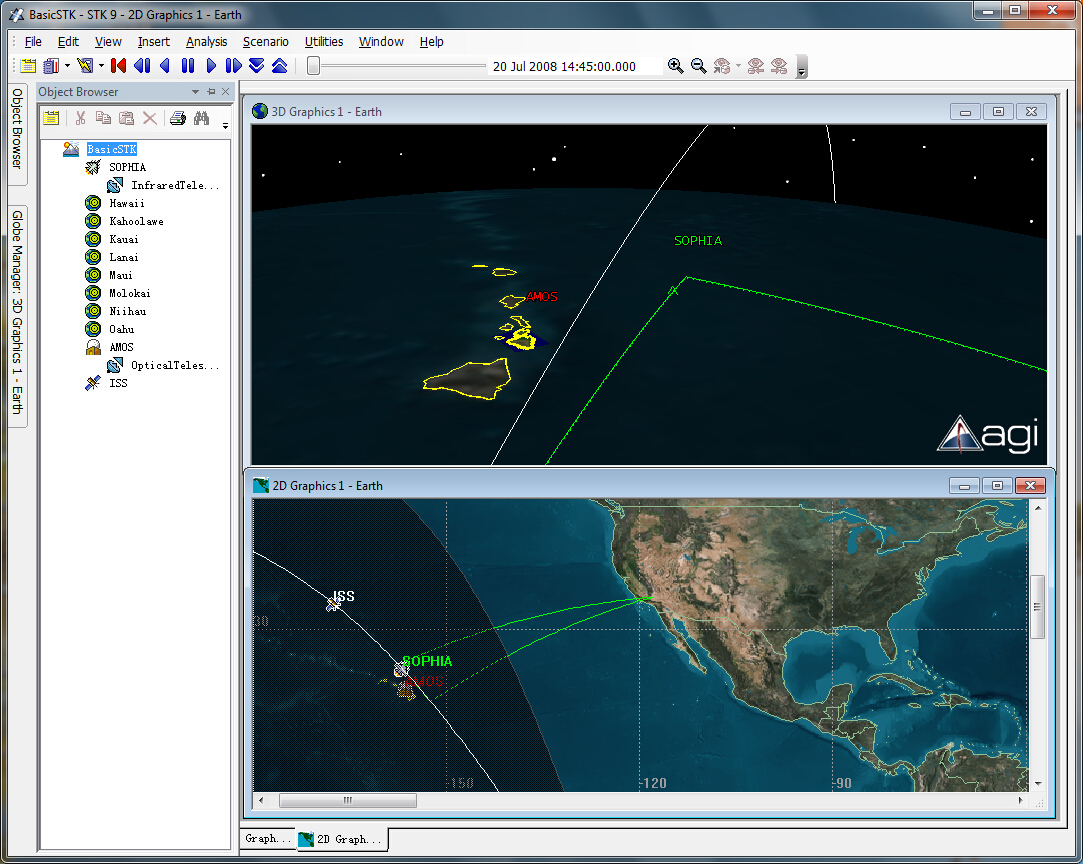 BasicSTK - STK 9 - 2D Graphics 1 - Earth
File Edit View Insert Analysis Scenario Utilities Window Help
20 Jul 2008 14:45:00.000
Object Browser
Globe Manager: 3D Graphics 1 - Earth
Object Browser
BasicSTK
SOPHIA
InfraredTele...
Hawaii
Kahoolawe
Kauai
Lanai
Maui
Molokai
Niihau
Oahu
AMOS
OpticalTeles...
ISS
3D Graphics 1 - Earth
SOPHIA
AMOS
agi
2D Graphics 1 - Earth
ISS
30
SOPHIA
AMOS
-150
-120
-90
Graph...
2D Graph...